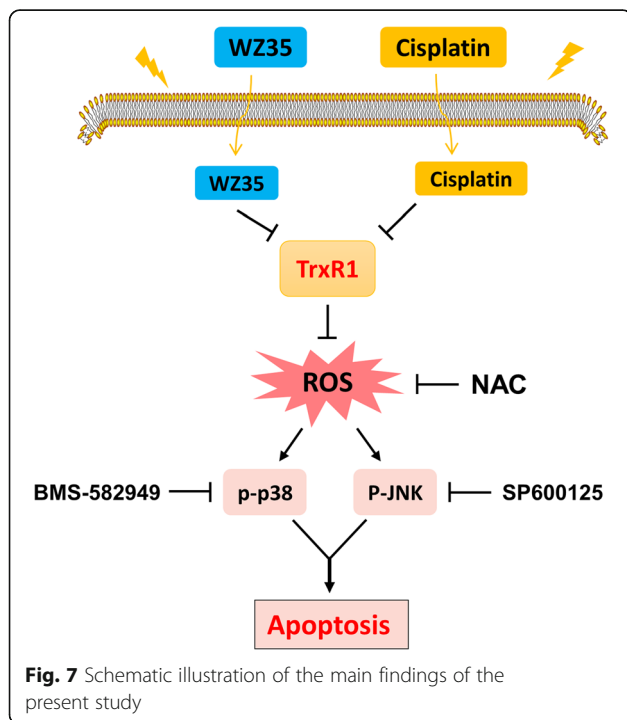 WZ35 Cisplatin
WZ35 Cisplatin
TrxR1
ROS NAC
BMS-582949 p-p38 P-JNK SP600125
Apoptosis
Fig. 7 Schematic illustration of the main findings of the
present study